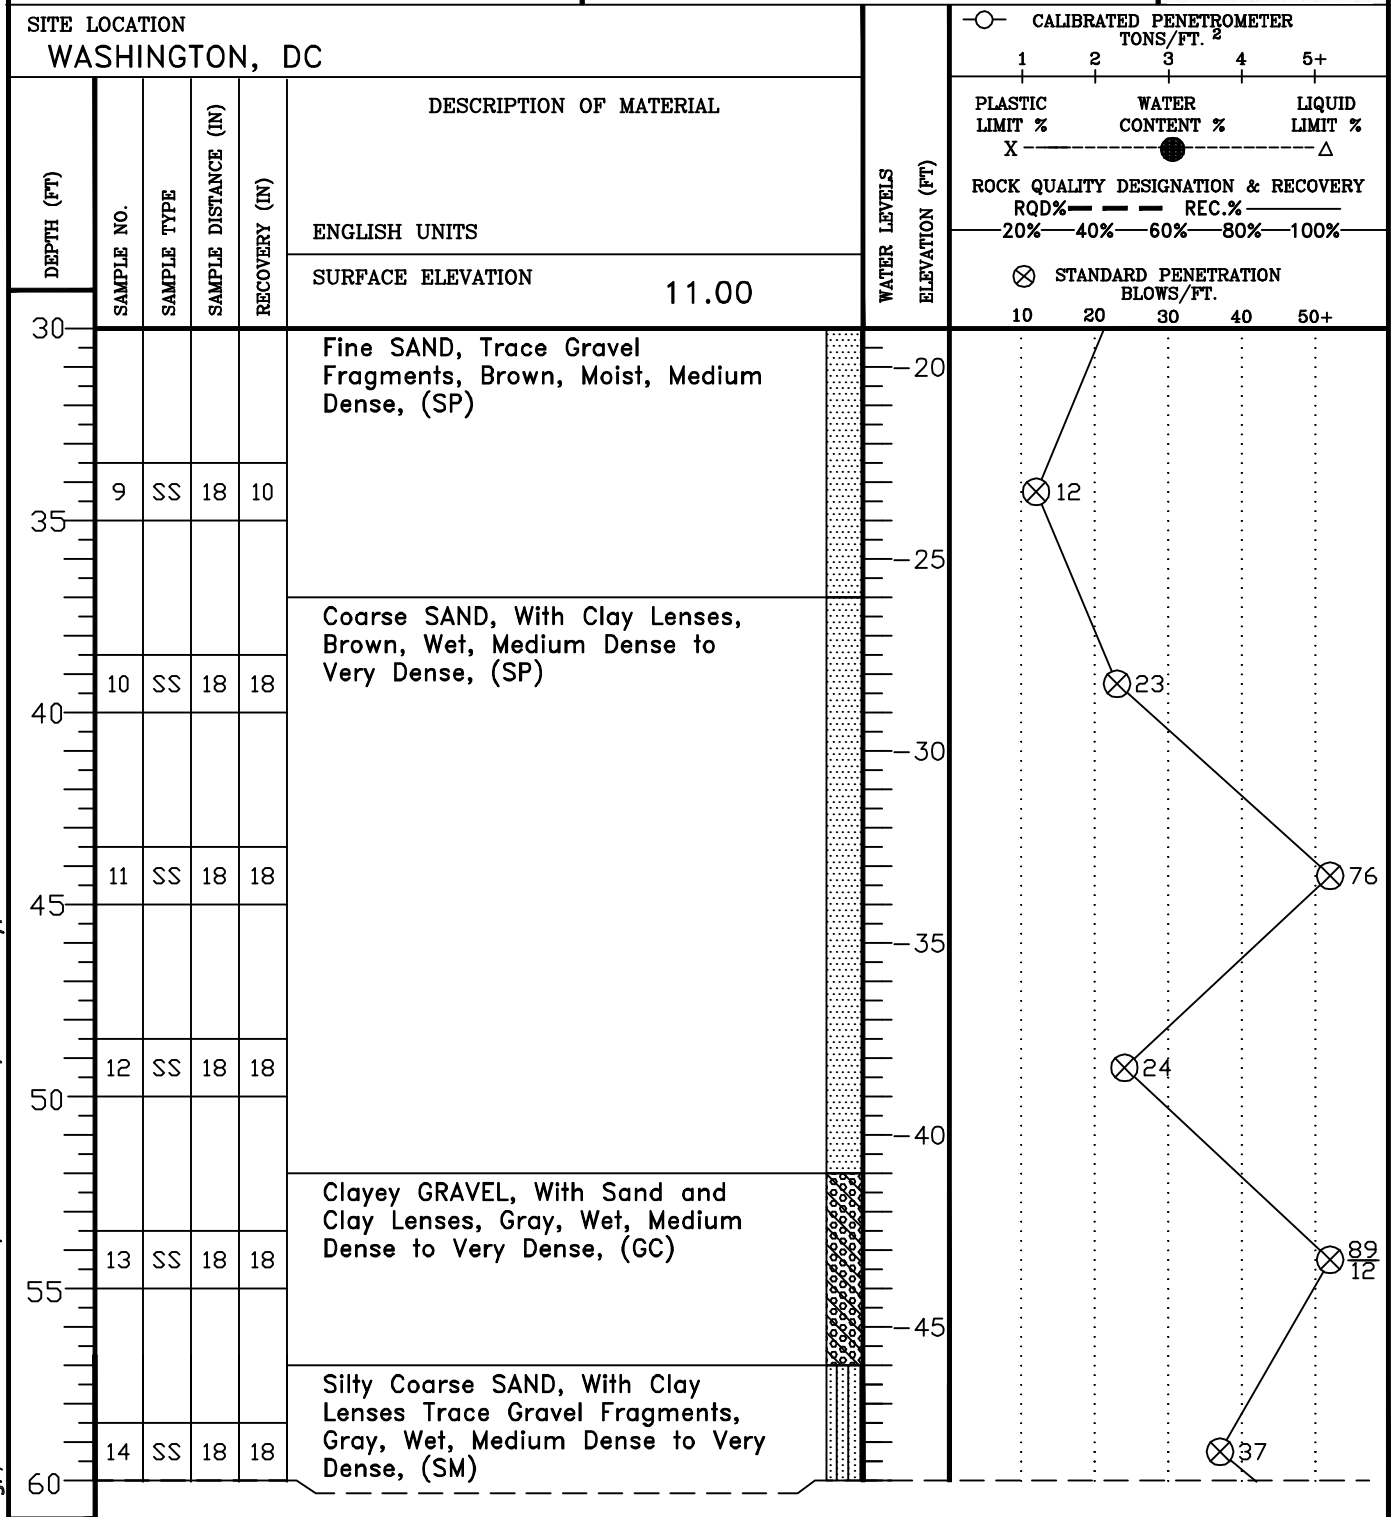 SITE LOCATION
WASHINGTON, DC
CALIBRATED PENETROMETER
TONS/FT. 2
1 2 3 4 5+
PLASTIC LIMIT %
WATER CONTENT %
LIQUID LIMIT %
X △
ROCK QUALITY DESIGNATION & RECOVERY
RQD% REC.%
20% 40% 60% 80% 100%
STANDARD PENETRATION
BLOWS/FT.
10 20 30 40 50+
DEPTH (FT)
SAMPLE NO.
SAMPLE TYPE
SAMPLE DISTANCE (IN)
RECOVERY (IN)
DESCRIPTION OF MATERIAL
ENGLISH UNITS
SURFACE ELEVATION 11.00
WATER LEVELS
ELEVATION (FT)
30
Fine SAND, Trace Gravel
Fragments, Brown, Moist, Medium
Dense, (SP)
-20
9 SS 18 10
12
35
-25
Coarse SAND, With Clay Lenses,
Brown, Wet, Medium Dense to
Very Dense, (SP)
10 SS 18 18
23
40
-30
11 SS 18 18
76
45
-35
12 SS 18 18
24
50
-40
Clayey GRAVEL, With Sand and
Clay Lenses, Gray, Wet, Medium
Dense to Very Dense, (GC)
13 SS 18 18
89
12
55
-45
Silty Coarse SAND, With Clay
Lenses Trace Gravel Fragments,
Gray, Wet, Medium Dense to Very
Dense, (SM)
14 SS 18 18
37
60